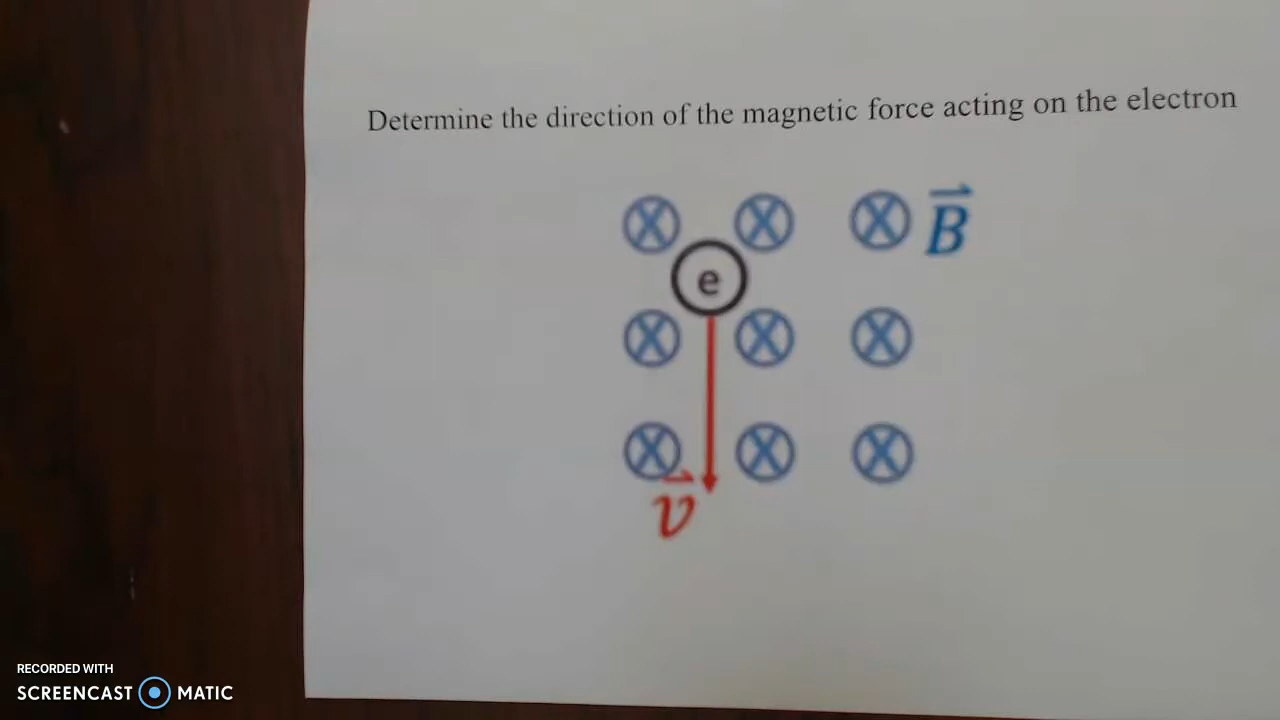 Determine the direction of the magnetic force acting on the electron
B
e
v
RECORDED WITH
SCREENCAST MATIC